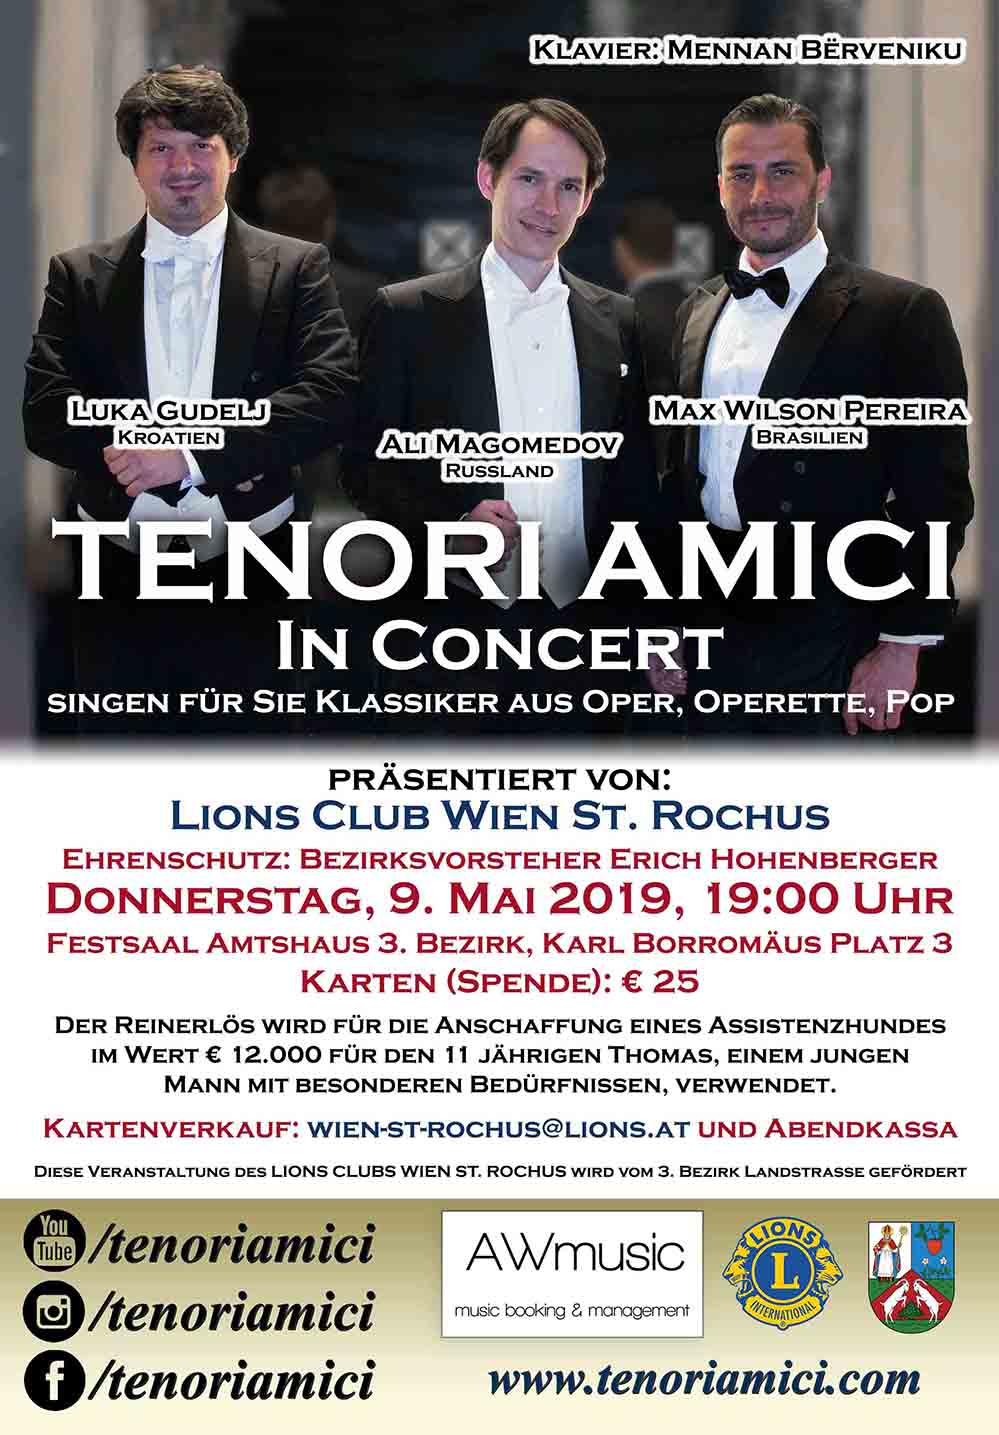 KLAVIER: MENNAN BËRVENIKU
LUKA GUDELJ
KROATIEN
ALI MAGOMEDOV
RUSSLAND
MAX WILSON PEREIRA
BRASILIEN
TENORI AMICI
IN CONCERT
SINGEN FÜR SIE KLASSIKER AUS OPER, OPERETTE, POP
PRÄSENTIERT VON:
LIONS CLUB WIEN ST. ROCHUS
EHRENSCHUTZ: BEZIRKSVORSTEHER ERICH HOHENBERGER
DONNERSTAG, 9. MAI 2019, 19:00 UHR
FESTSAAL AMTSHAUS 3. BEZIRK, KARL BORROMÄUS PLATZ 3
KARTEN (SPENDE): € 25
DER REINERLÖS WIRD FÜR DIE ANSCHAFFUNG EINES ASSISTENZHUNDES
IM WERT € 12.000 FÜR DEN 11 JÄHRIGEN THOMAS, EINEM JUNGEN
MANN MIT BESONDEREN BEDÜRFNISSEN, VERWENDET.
KARTENVERKAUF: WIEN-ST-ROCHUS@LIONS.AT UND ABENDKASSA
DIESE VERANSTALTUNG DES LIONS CLUBS WIEN ST. ROCHUS WIRD VOM 3. BEZIRK LANDSTRASSE GEFÖRDERT
You
Tube
/tenoriamici
/tenoriamici
f /tenoriamici
AWmusic
music booking & management
LIONS
L
INTERNATIONAL
®
www.tenoriamici.com